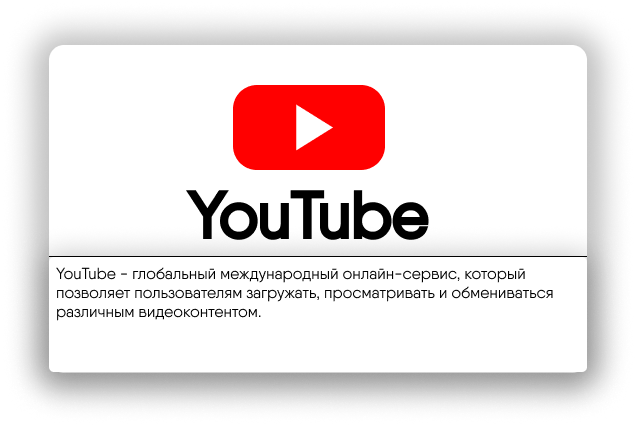 YouTube
YouTube - глобальный международный онлайн-сервис, который
позволяет пользователям загружать, просматривать и обмениваться
различным видеоконтентом.